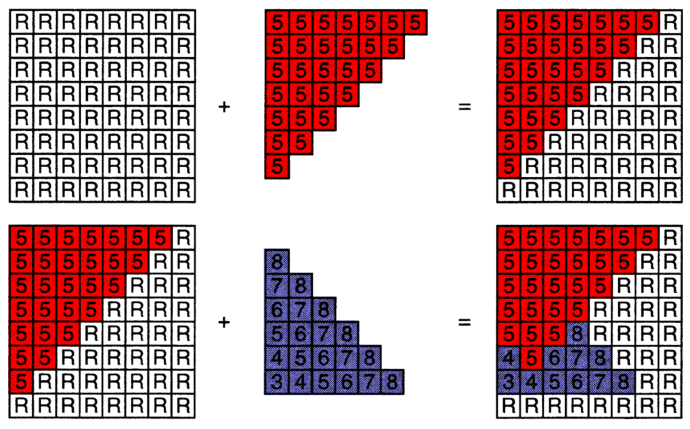 R R R R R R R R
R R R R R R R R
R R R R R R R R
R R R R R R R R
R R R R R R R R
R R R R R R R R
R R R R R R R R
R R R R R R R R
+
5 5 5 5 5 5 5
5 5 5 5 5 5
5 5 5 5 5
5 5 5 5
5 5 5
5 5
5
=
5 5 5 5 5 5 5 R
5 5 5 5 5 5 R R
5 5 5 5 5 R R R
5 5 5 5 R R R R
5 5 5 R R R R R
5 5 R R R R R R
5 R R R R R R R
R R R R R R R R
5 5 5 5 5 5 5 R
5 5 5 5 5 5 R R
5 5 5 5 5 R R R
5 5 5 5 R R R R
5 5 5 R R R R R
5 5 R R R R R R
5 R R R R R R R
R R R R R R R R
+
8
7 8
6 7 8
5 6 7 8
4 5 6 7 8
3 4 5 6 7 8
=
5 5 5 5 5 5 5 R
5 5 5 5 5 5 R R
5 5 5 5 5 R R R
5 5 5 5 R R R R
5 5 5 8 R R R R
4 5 6 7 8 R R R
3 4 5 6 7 8 R R
R R R R R R R R